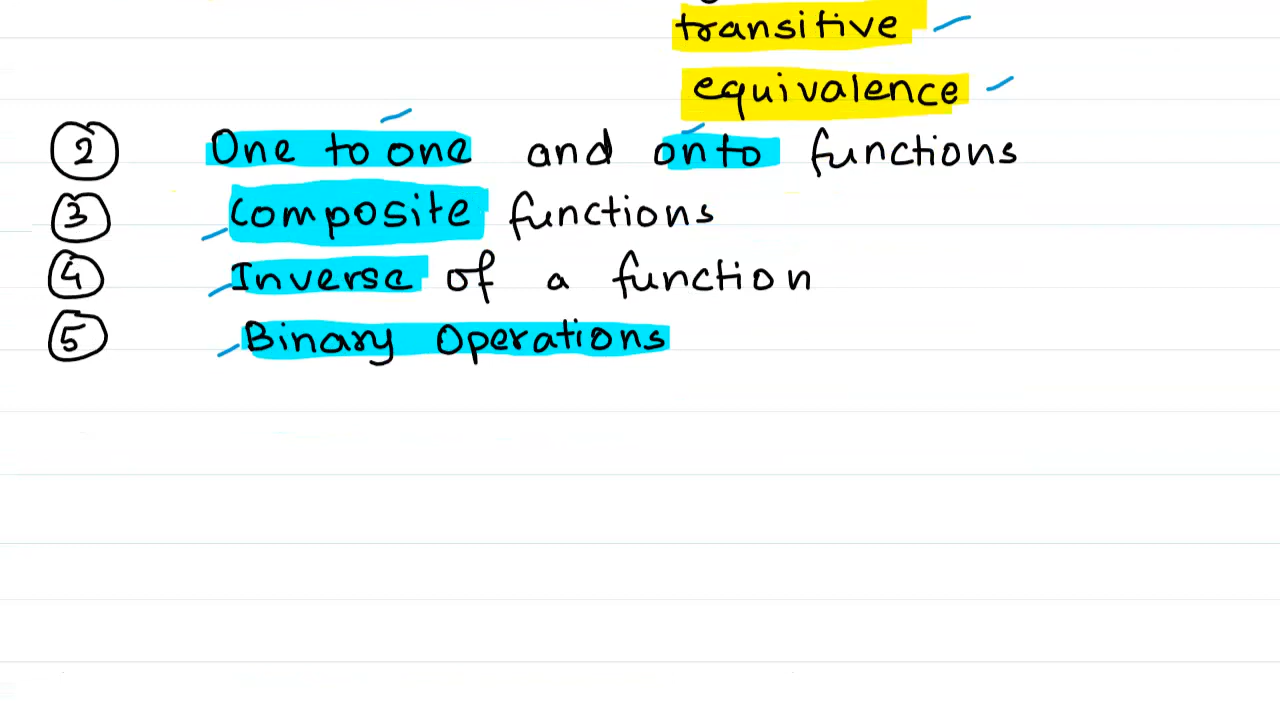 transitive
equivalence
2 One to one and onto functions
3 Composite functions
4 Inverse of a function
5 Binary Operations